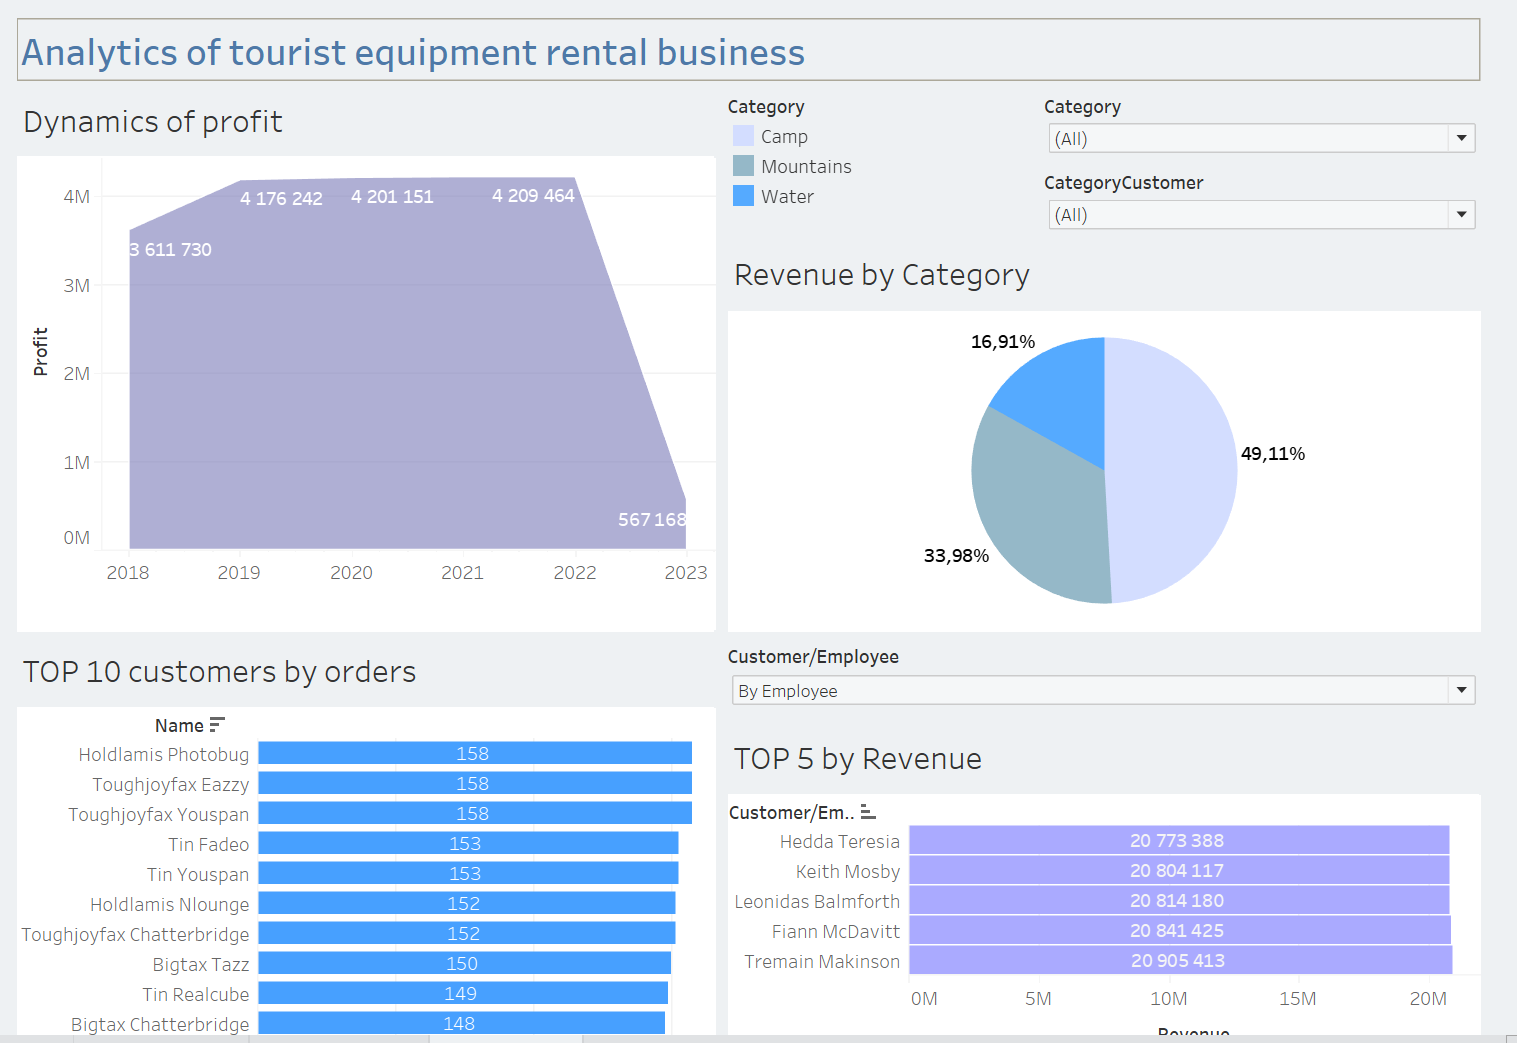 Analytics of tourist equipment rental business
Dynamics of profit
4M
3M
2M
1M
0M
Profit
3 611 730
4 176 242
4 201 151
4 209 464
567 168
2018
2019
2020
2021
2022
2023
Category
Camp
Mountains
Water
Category
(All)
CategoryCustomer
(All)
Revenue by Category
16,91%
49,11%
33,98%
TOP 10 customers by orders
Name
Holdlamis Photobug 158
Toughjoyfax Eazzy 158
Toughjoyfax Youspan 158
Tin Fadeo 153
Tin Youspan 153
Holdlamis Nlounge 152
Toughjoyfax Chatterbridge 152
Bigtax Tazz 150
Tin Realcube 149
Bigtax Chatterbridge 148
Customer/Employee
By Employee
TOP 5 by Revenue
Customer/Em..
Hedda Teresia 20 773 388
Keith Mosby 20 804 117
Leonidas Balmforth 20 814 180
Fiann McDavitt 20 841 425
Tremain Makinson 20 905 413
0M
5M
10M
15M
20M
Revenue